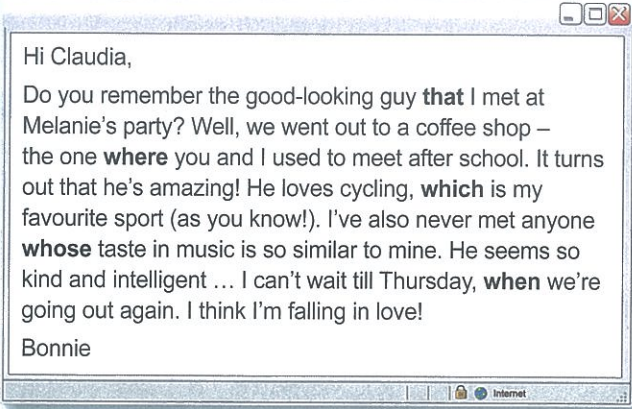 Hi Claudia,
Do you remember the good-looking guy that I met at
Melanie's party? Well, we went out to a coffee shop –
the one where you and I used to meet after school. It turns
out that he's amazing! He loves cycling, which is my
favourite sport (as you know!). I've also never met anyone
whose taste in music is so similar to mine. He seems so
kind and intelligent … I can't wait till Thursday, when we're
going out again. I think I'm falling in love!
Bonnie
Internet